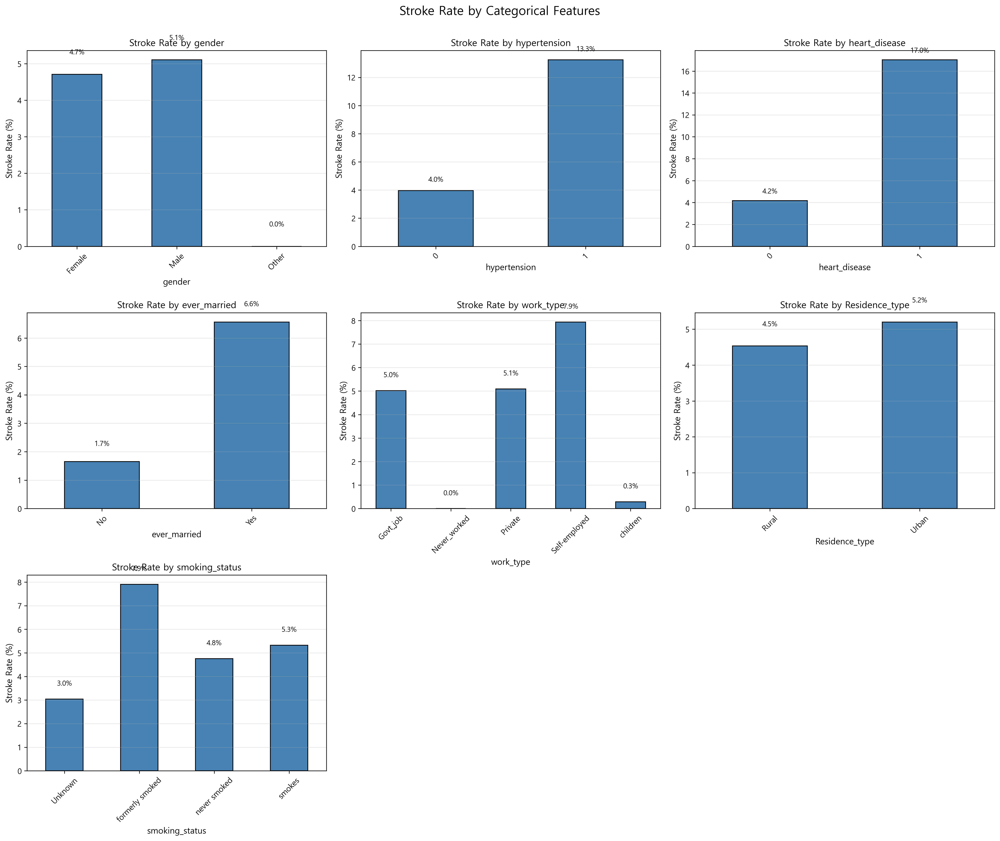 Stroke Rate by Categorical Features
Stroke Rate by gender
5.1%
4.7%
0.0%
Stroke Rate (%)
5
4
3
2
1
0
Female
Male
Other
gender
Stroke Rate by hypertension
13.3%
4.0%
Stroke Rate (%)
12
10
8
6
4
2
0
0
1
hypertension
Stroke Rate by heart_disease
17.0%
4.2%
Stroke Rate (%)
16
14
12
10
8
6
4
2
0
0
1
heart_disease
Stroke Rate by ever_married
6.6%
1.7%
Stroke Rate (%)
6
5
4
3
2
1
0
No
Yes
ever_married
Stroke Rate by work_type
7.9%
5.0%
0.0%
5.1%
0.3%
Stroke Rate (%)
8
7
6
5
4
3
2
1
0
Govt_job
Never_worked
Private
Self-employed
children
work_type
Stroke Rate by Residence_type
5.2%
4.5%
Stroke Rate (%)
5
4
3
2
1
0
Rural
Urban
Residence_type
Stroke Rate by smoking_status
7.9%
3.0%
4.8%
5.3%
Stroke Rate (%)
8
7
6
5
4
3
2
1
0
Unknown
formerly smoked
never smoked
smokes
smoking_status